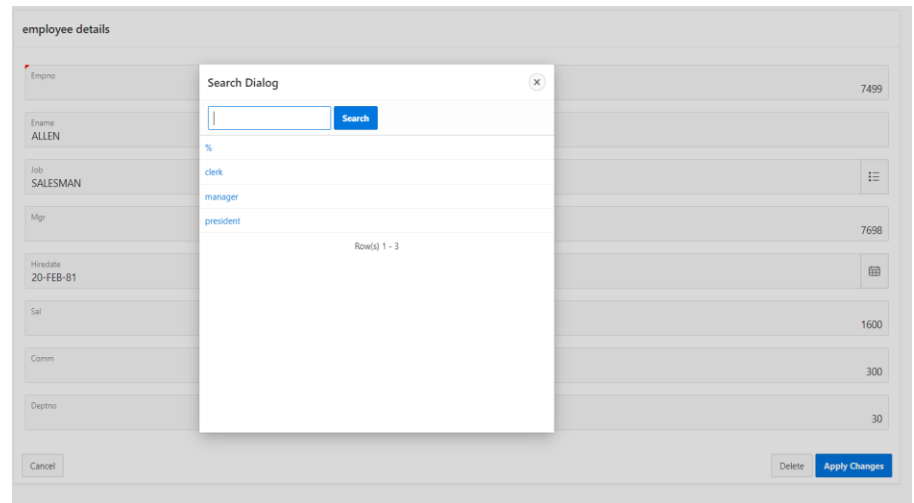 employee details
Empno
7499
Ename
ALLEN
Job
SALESMAN
Mgr
7698
Hiredate
20-FEB-81
Sal
1600
Comm
300
Deptno
30
Cancel
Delete
Apply Changes
Search Dialog
Search
%
clerk
manager
president
Row(s) 1 - 3